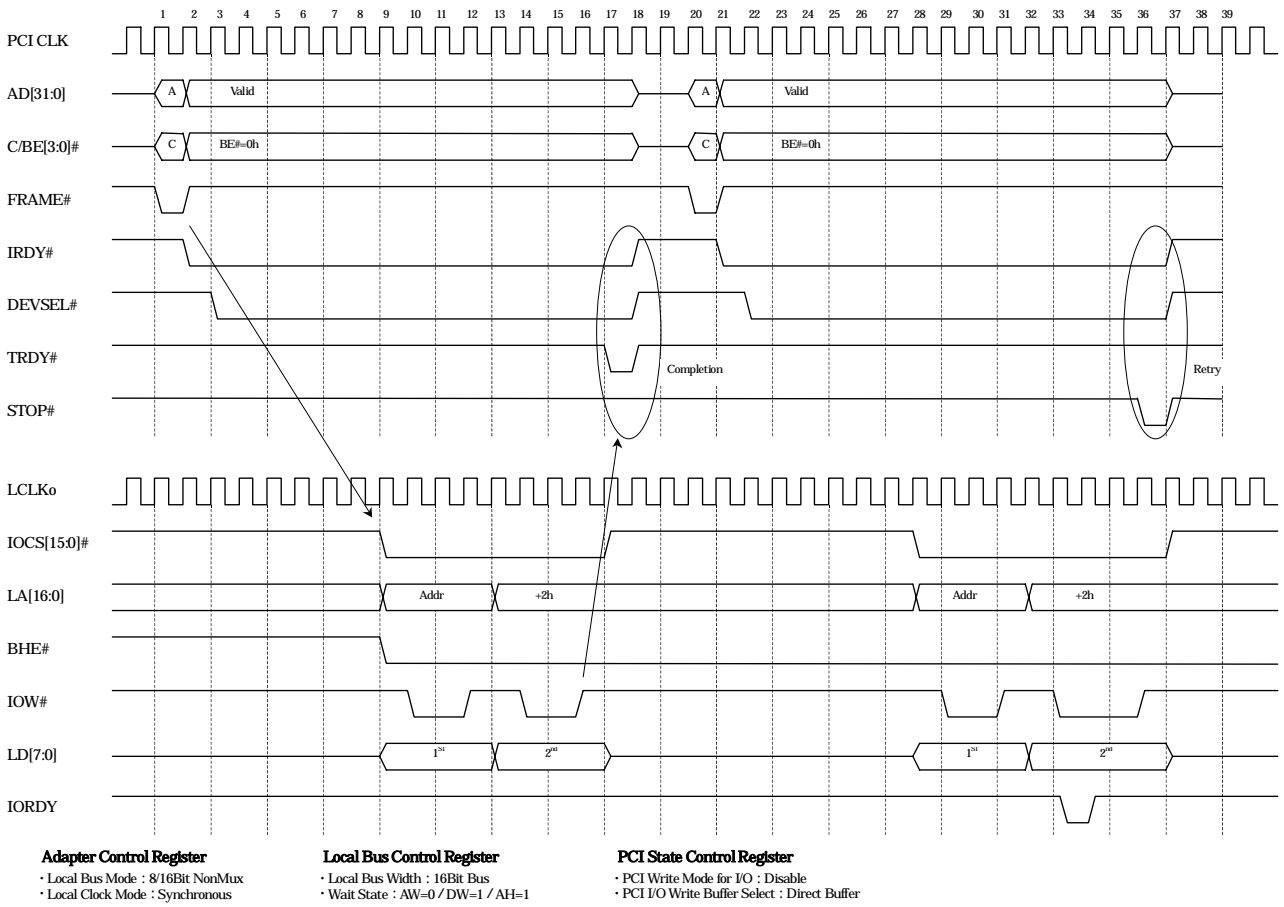 1 2 3 4 5 6 7 8 9 10 11 12 13 14 15 16 17 18 19 20 21 22 23 24 25 26 27 28 29 30 31 32 33 34 36 37 39
PCI CLK
AD[31:0] A Valid A Valid
C/BE[3:0]# C BE#=0h C BE#=0h
FRAME#
IRDY#
DEVSEL#
TRDY#
Completion Retry
STOP#
LCLKo
IOCS[15:0]#
LA[16:0] Addr +2h Addr +2h
BHE#
IOW#
LD[7:0] 1ST 2nd 1ST 2nd
IORDY
Adapter Control Register Local Bus Control Register PCI State Control Register
・Local Bus Mode : 8/16Bit NonMux ・Local Bus Width : 16Bit Bus ・PCI Write Mode for I/O : Disable
・Local Clock Mode : Synchronous ・Wait State : AW=0 / DW=1 / AH=1 ・PCI I/O Write Buffer Select : Direct Buffer